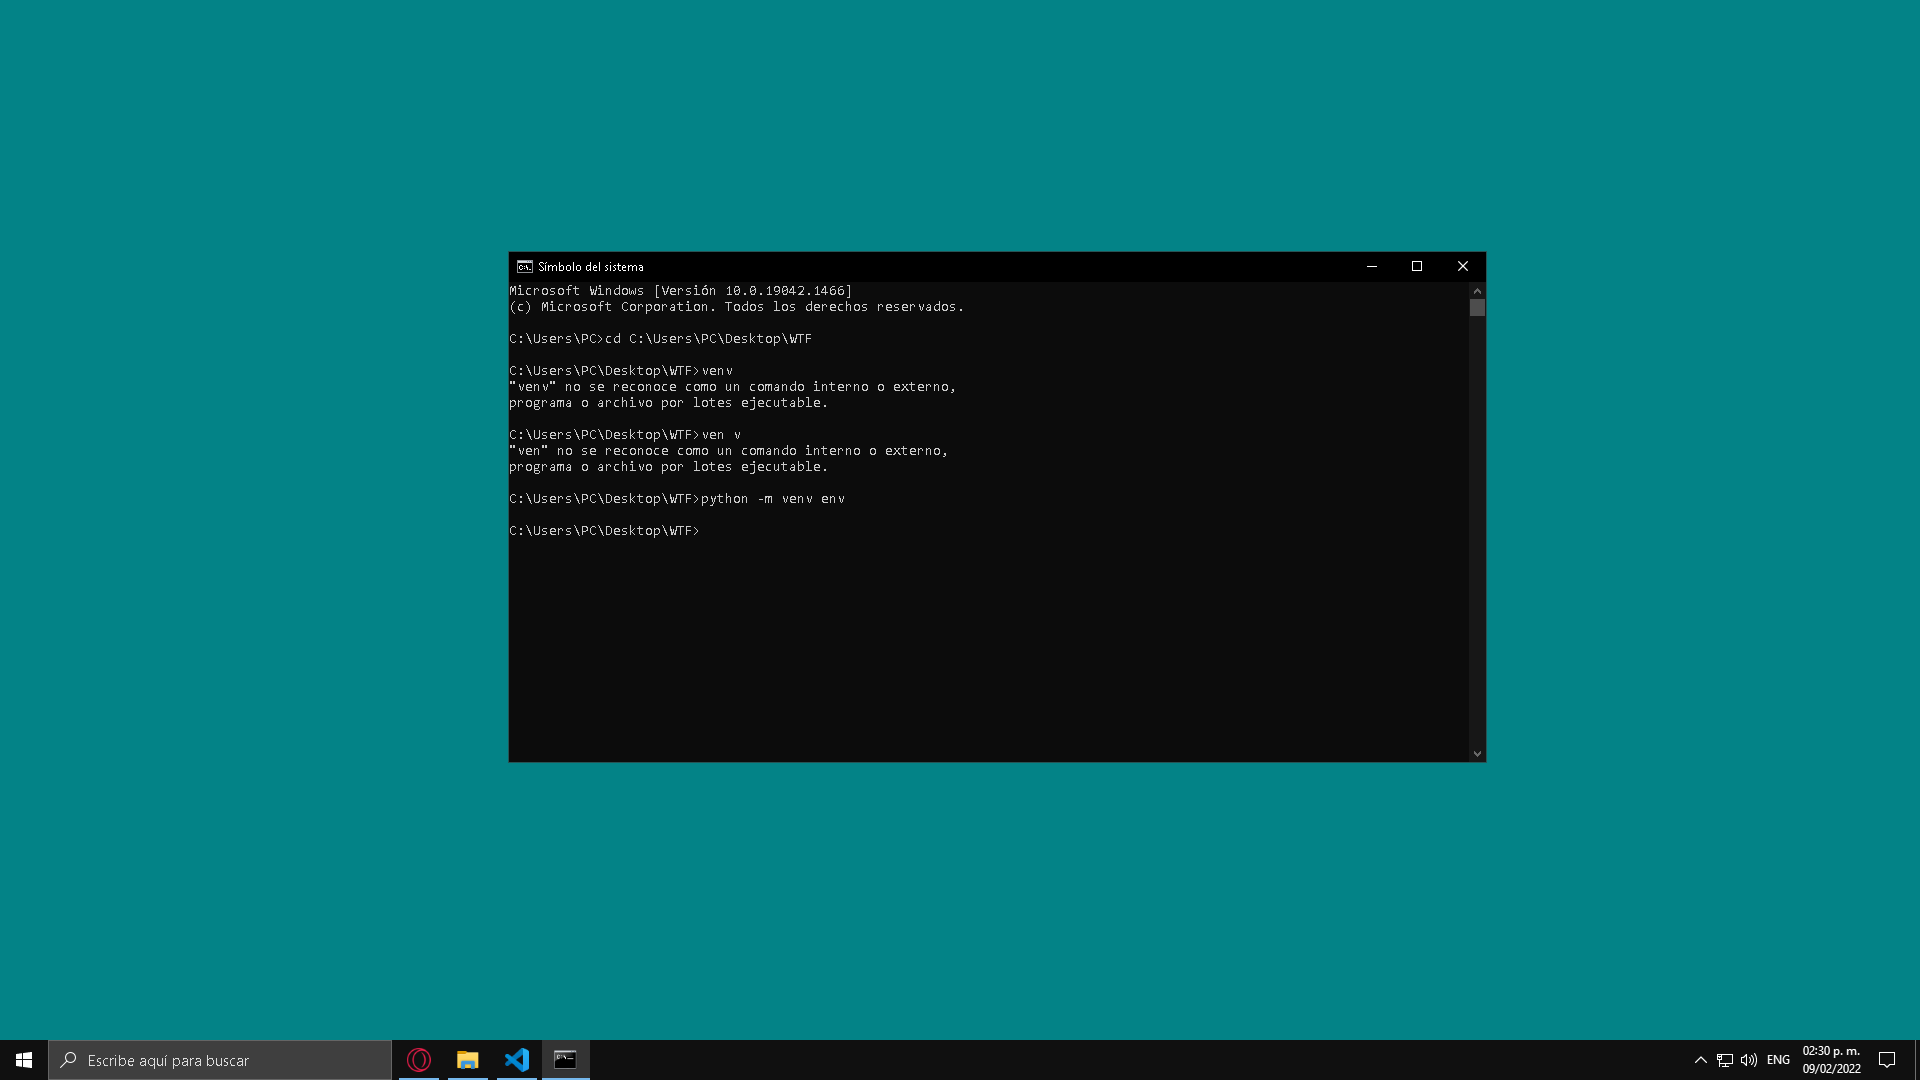 Símbolo del sistema
Microsoft Windows [Versión 10.0.19042.1466]
(c) Microsoft Corporation. Todos los derechos reservados.
C:\Users\PC>cd C:\Users\PC\Desktop\WTF
C:\Users\PC\Desktop\WTF>venv
"venv" no se reconoce como un comando interno o externo,
programa o archivo por lotes ejecutable.
C:\Users\PC\Desktop\WTF>ven v
"ven" no se reconoce como un comando interno o externo,
programa o archivo por lotes ejecutable.
C:\Users\PC\Desktop\WTF>python -m venv env
C:\Users\PC\Desktop\WTF>
Escribe aquí para buscar
ENG
02:30 p. m.
09/02/2022